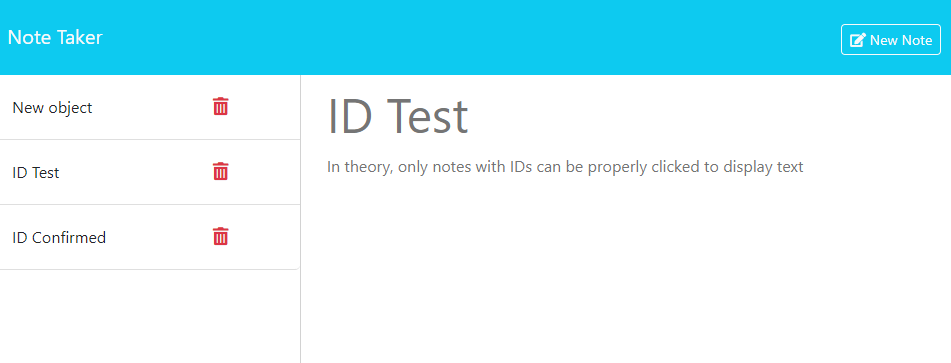 Note Taker
New Note
New object
ID Test
ID Confirmed
ID Test
In theory, only notes with IDs can be properly clicked to display text